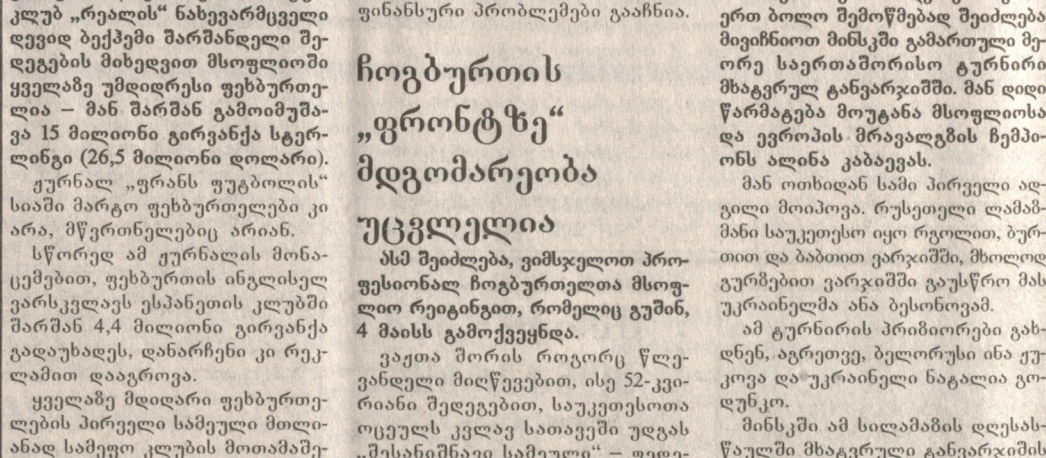 კლუბ „რეალის“ ნახევარმცველი
დევიდ ბექჰემი შარშანდელი შე-
დეგების მიხედვით მსოფლიოში
ყველაზე უმდიდრესი ფეხბურთე-
ლია – მან შარშან გამოიმუშა-
ვა 15 მილიონი გირვანქა სტერ-
ლინგი (26,5 მილიონი დოლარი).
ჟურნალ „ფრანს ფუტბოლის“
სიაში მარტო ფეხბურთელები კი
არა, მწვრთნელებიც არიან.
სწორედ ამ ჟურნალის მონა-
ცემებით, ფეხბურთის ინგლისელ
ვარსკვლავს ესპანეთის კლუბში
შარშან 4,4 მილიონი გირვანქა
გადაუხადეს, დანარჩენი კი რეკ-
ლამით დააგროვა.
ყველაზე მდიდარი ფეხბურთე-
ლების პირველი სამეული მთლი-
ანად სამეფო კლუბის მოთამაშე-
ფინანსური პრობლემები გააჩნია.
ჩოგბურთის
„ფრონტზე“
მდგომარეობა
უცვლელია
ასე შეიძლება, ვიმსჯელოთ პრო-
ფესიონალ ჩოგბურთელთა მსოფ-
ლიო რეიტინგით, რომელიც გუშინ,
4 მაისს გამოქვეყნდა.
ვაჟთა შორის როგორც წლე-
ვანდელი მიღწევებით, ისე 52-კვი-
რიანი შედეგებით, საუკეთესოთა
ოცეულს კვლავ სათავეში უდგას
„შესანიშნავი სამეული“ – ფედე-
ერთ ბოლო შემოწმებად შეიძლება
მივიჩნიოთ მინსკში გამართული მე-
ორე საერთაშორისო ტურნირი
მხატვრულ ტანვარჯიშში. მან დიდი
წარმატება მოუტანა მსოფლიოსა
და ევროპის მრავალგზის ჩემპი-
ონს ალინა კაბაევას.
მან ოთხიდან სამი პირველი ად-
გილი მოიპოვა. რუსეთელი ლამაზ-
მანი საუკეთესო იყო რგოლით, ბურ-
თით და ბაბთით ვარჯიშში, მხოლოდ
გურზებით ვარჯიშში გაუსწრო მას
უკრაინელმა ანა ბესონოვამ.
ამ ტურნირის პრიზიორები გახ-
დნენ, აგრეთვე, ბელორუსი ინა ჟუ-
კოვა და უკრაინელი ნატალია გო-
დუნკო.
მინსკში ამ სილამაზის დღესას-
წაულში მხატვრული ტანვარჯიშის